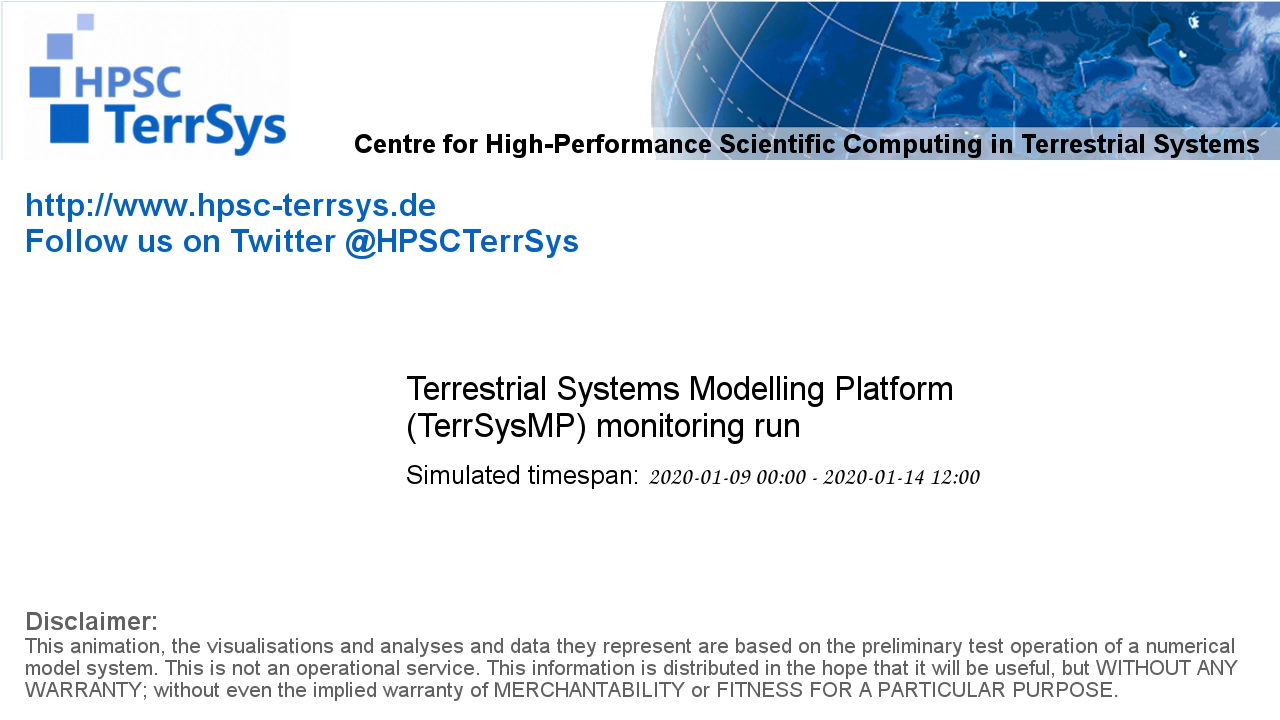 HPSC
TerrSys
Centre for High-Performance Scientific Computing in Terrestrial Systems
http://www.hpsc-terrsys.de
Follow us on Twitter @HPSCTerrSys
Terrestrial Systems Modelling Platform
(TerrSysMP) monitoring run
Simulated timespan: 2020-01-09 00:00 - 2020-01-14 12:00
Disclaimer:
This animation, the visualisations and analyses and data they represent are based on the preliminary test operation of a numerical
model system. This is not an operational service. This information is distributed in the hope that it will be useful, but WITHOUT ANY
WARRANTY; without even the implied warranty of MERCHANTABILITY or FITNESS FOR A PARTICULAR PURPOSE.